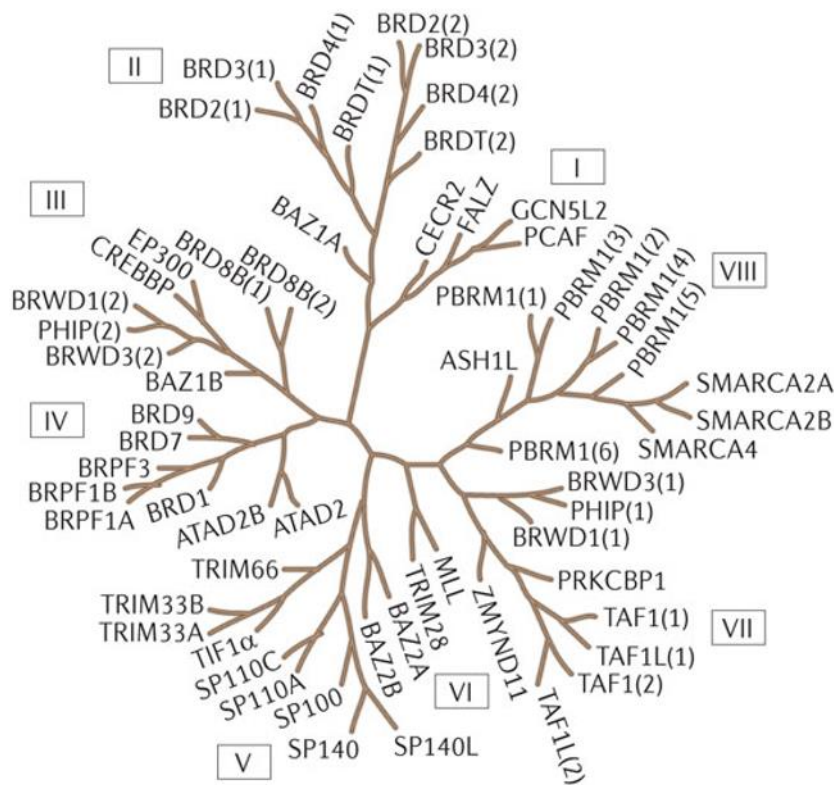 BRD2(2)
BRD3(2)
BRD4(1)
II
BRD3(1)
BRD2(1)
BRDT(1)
BRD4(2)
BRDT(2)
I
III
BAZ1A
CECR2
FALZ
GCN5L2
PCAF
EP300
CREBBP
BRD8B(1)
BRD8B(2)
PBRM1(1)
PBRM1(3)
PBRM1(2)
PBRM1(4)
PBRM1(5)
VIII
BRWD1(2)
PHIP(2)
BRWD3(2)
BAZ1B
ASH1L
SMARCA2A
SMARCA2B
SMARCA4
IV
BRD9
BRD7
BRPF3
BRPF1B
BRPF1A
BRD1
ATAD2B
ATAD2
PBRM1(6)
BRWD3(1)
PHIP(1)
BRWD1(1)
TRIM66
TRIM33B
TRIM33A
TIF1α
SP110C
SP110A
SP100
SP140
SP140L
BAZ2B
BAZ2A
TRIM28
MLL
ZMYND11
PRKCBP1
TAF1(1)
TAF1L(1)
TAF1(2)
TAF1L(2)
VII
VI
V